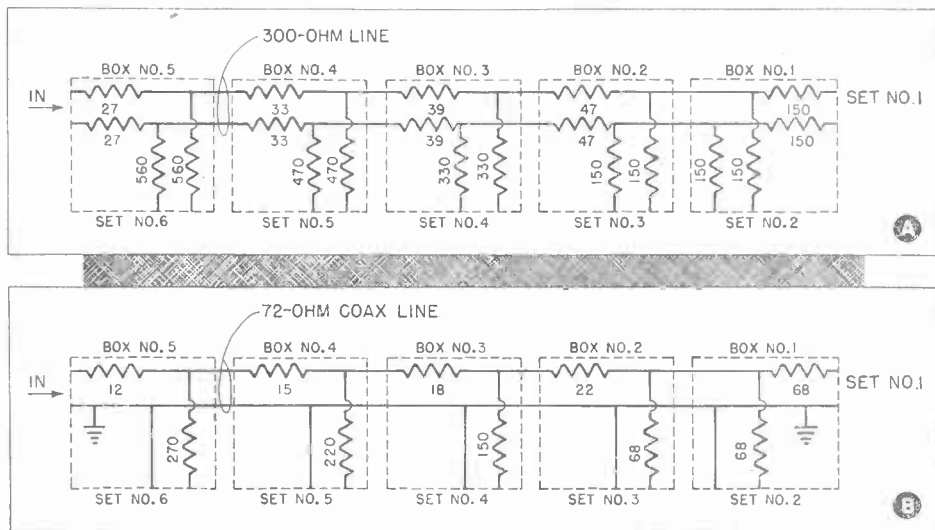 300-OHM LINE
BOX NO.5 BOX NO.4 BOX NO.3 BOX NO.2 BOX NO.1
IN
27 33 39 47 150
SET NO.1
27 33 39 47 150
560 560 470 470 330 330 150 150 150 150
SET NO.6 SET NO.5 SET NO.4 SET NO.3 SET NO.2
A
72-OHM COAX LINE
BOX NO.5 BOX NO.4 BOX NO.3 BOX NO.2 BOX NO.1
IN
12 15 18 22 68
SET NO.1
270 220 150 68 68
SET NO.6 SET NO.5 SET NO.4 SET NO.3 SET NO.2
B